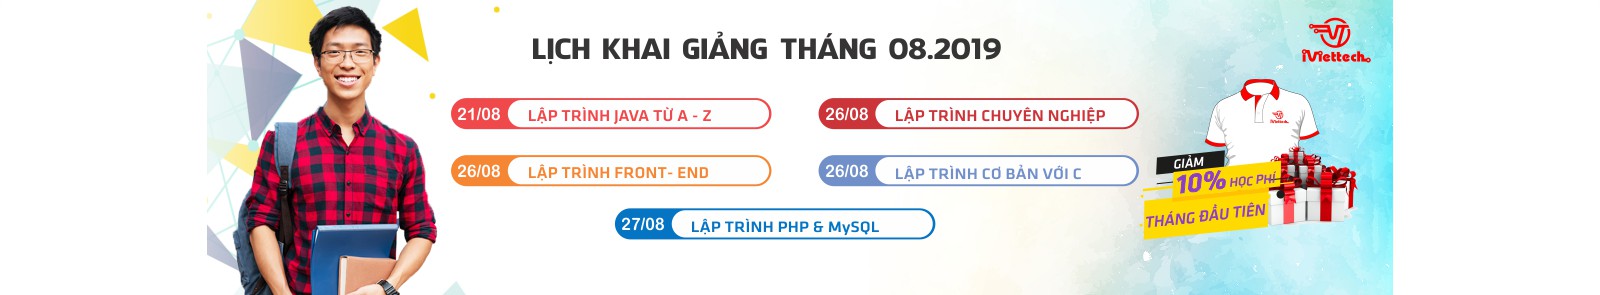 LỊCH KHAI GIẢNG THÁNG 08.2019
iViettech
21/08 LẬP TRÌNH JAVA TỪ A - Z
26/08 LẬP TRÌNH CHUYÊN NGHIỆP
26/08 LẬP TRÌNH FRONT- END
26/08 LẬP TRÌNH CƠ BẢN VỚI C
27/08 LẬP TRÌNH PHP & MySQL
iViettech
GIẢM
10% HỌC PHÍ
THÁNG ĐẦU TIÊN